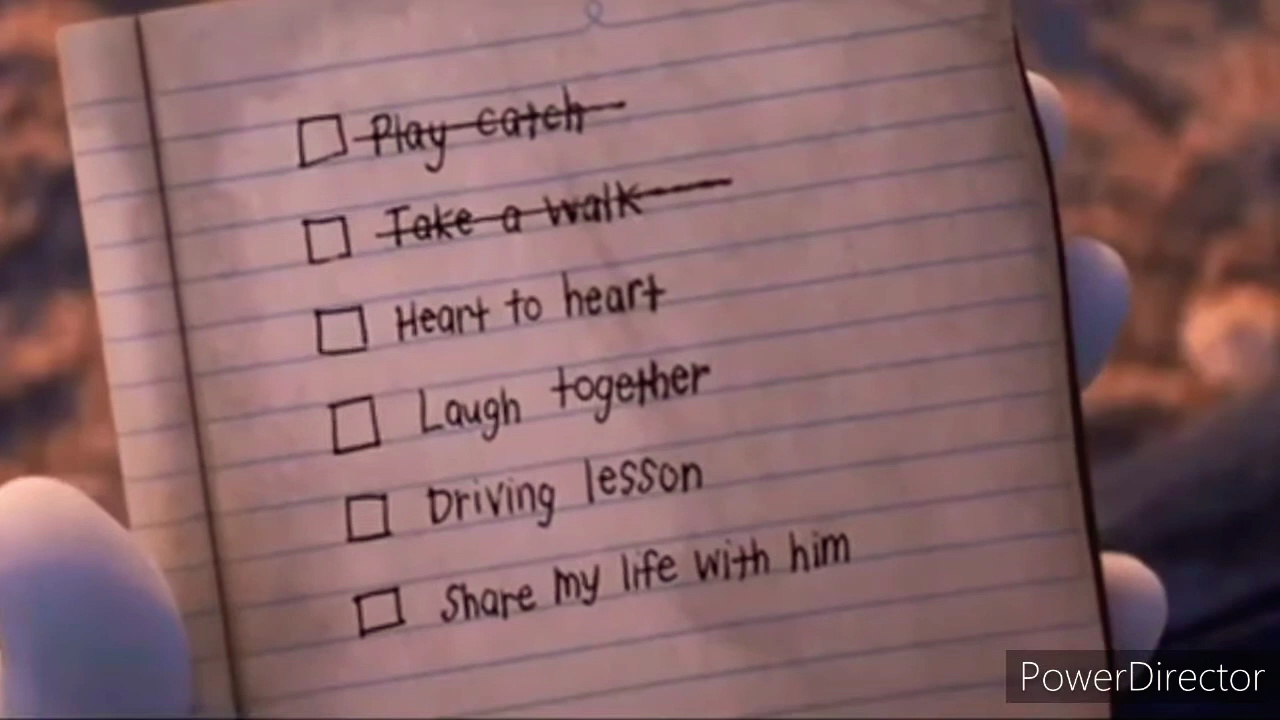 Play catch
Take a walk
Heart to heart
Laugh together
Driving lesson
Share my life with him
PowerDirector